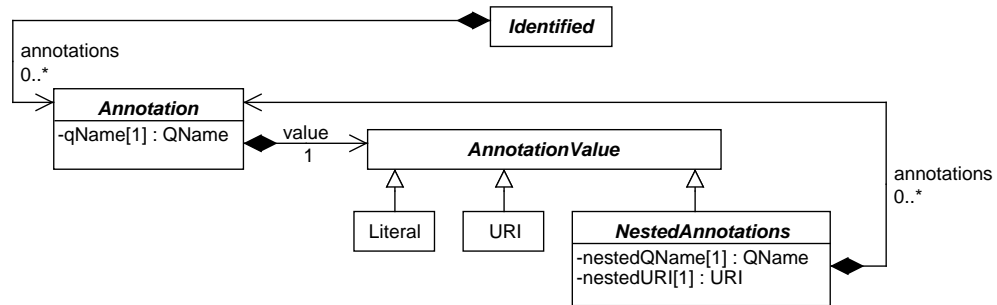 Identified
annotations
0..*
Annotation
-qName[1] : QName
value
1
AnnotationValue
annotations
0..*
Literal
URI
NestedAnnotations
-nestedQName[1] : QName
-nestedURI[1] : URI